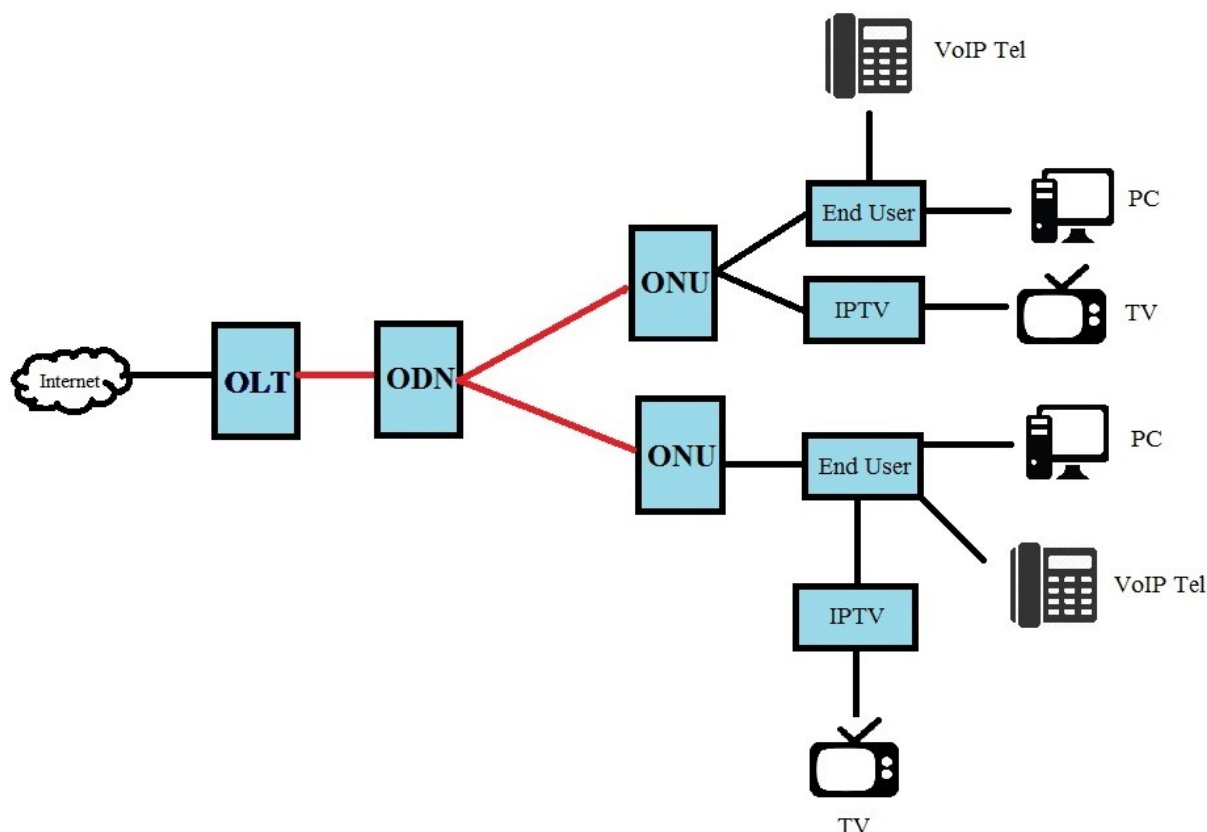 VoIP Tel
End User
PC
ONU
IPTV
TV
Internet
OLT
ODN
ONU
End User
PC
VoIP Tel
IPTV
TV